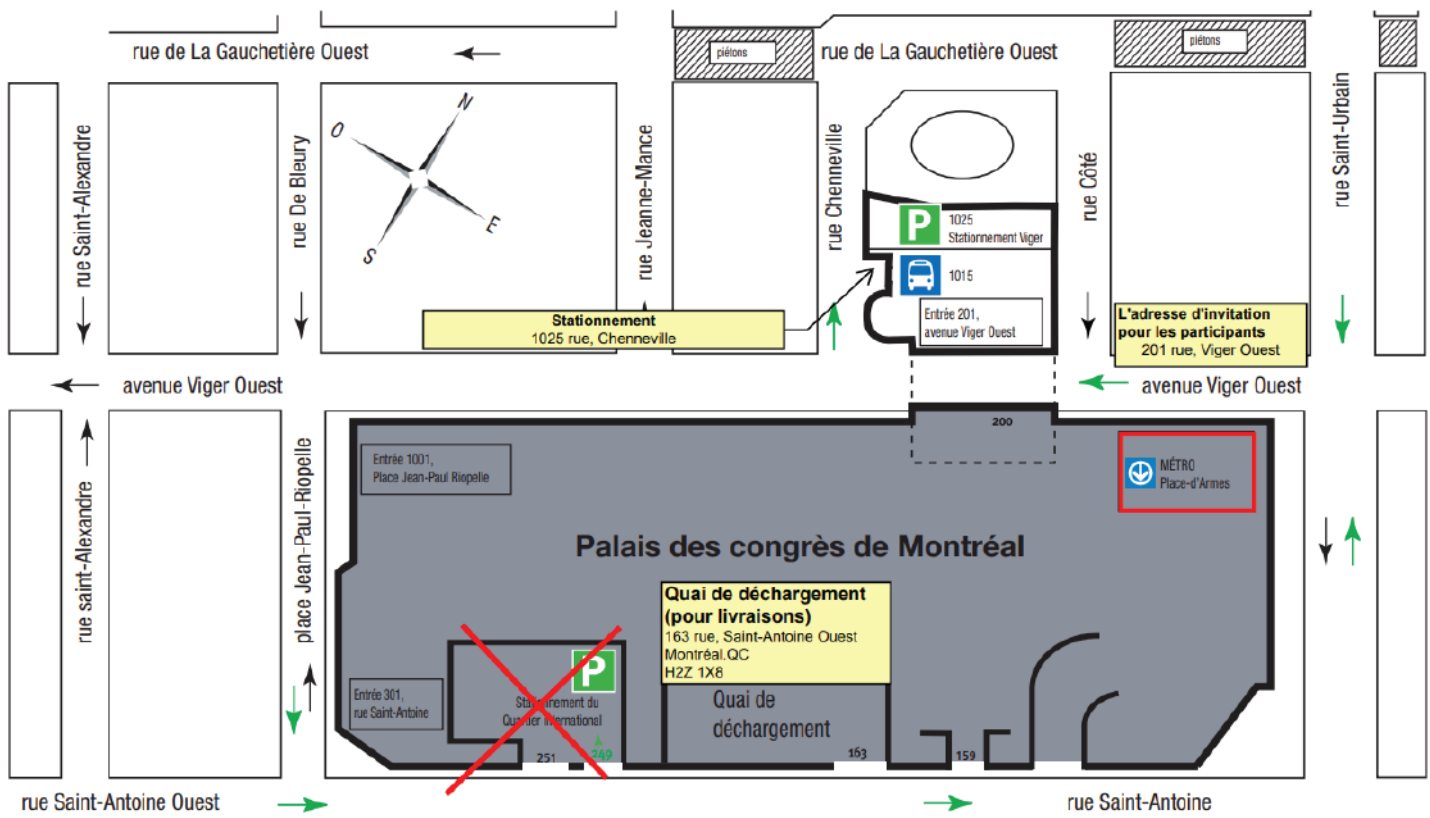 rue de La Gauchetière Ouest
piétons
rue de La Gauchetière Ouest
piétons
rue Saint-Alexandre
rue De Bleury
N
O
E
S
rue Jeanne-Mance
rue Chenneville
rue Côté
rue Saint-Urbain
P
1025
Stationnement Viger
1015
Entrée 201,
avenue Viger Ouest
Stationnement
1025 rue, Chenneville
L'adresse d'invitation
pour les participants
201 rue, Viger Ouest
avenue Viger Ouest
avenue Viger Ouest
200
rue saint-Alexandre
place Jean-Paul-Riopelle
Entrée 1001,
Place Jean-Paul Riopelle
MÉTRO
Place-d'Armes
Palais des congrès de Montréal
Quai de déchargement
(pour livraisons)
163 rue, Saint-Antoine Ouest
Montréal.QC
H2Z 1X8
P
Stationnement du
Quartier International
Entrée 301,
rue Saint-Antoine
Quai de
déchargement
251
249
163
159
rue Saint-Antoine Ouest
rue Saint-Antoine